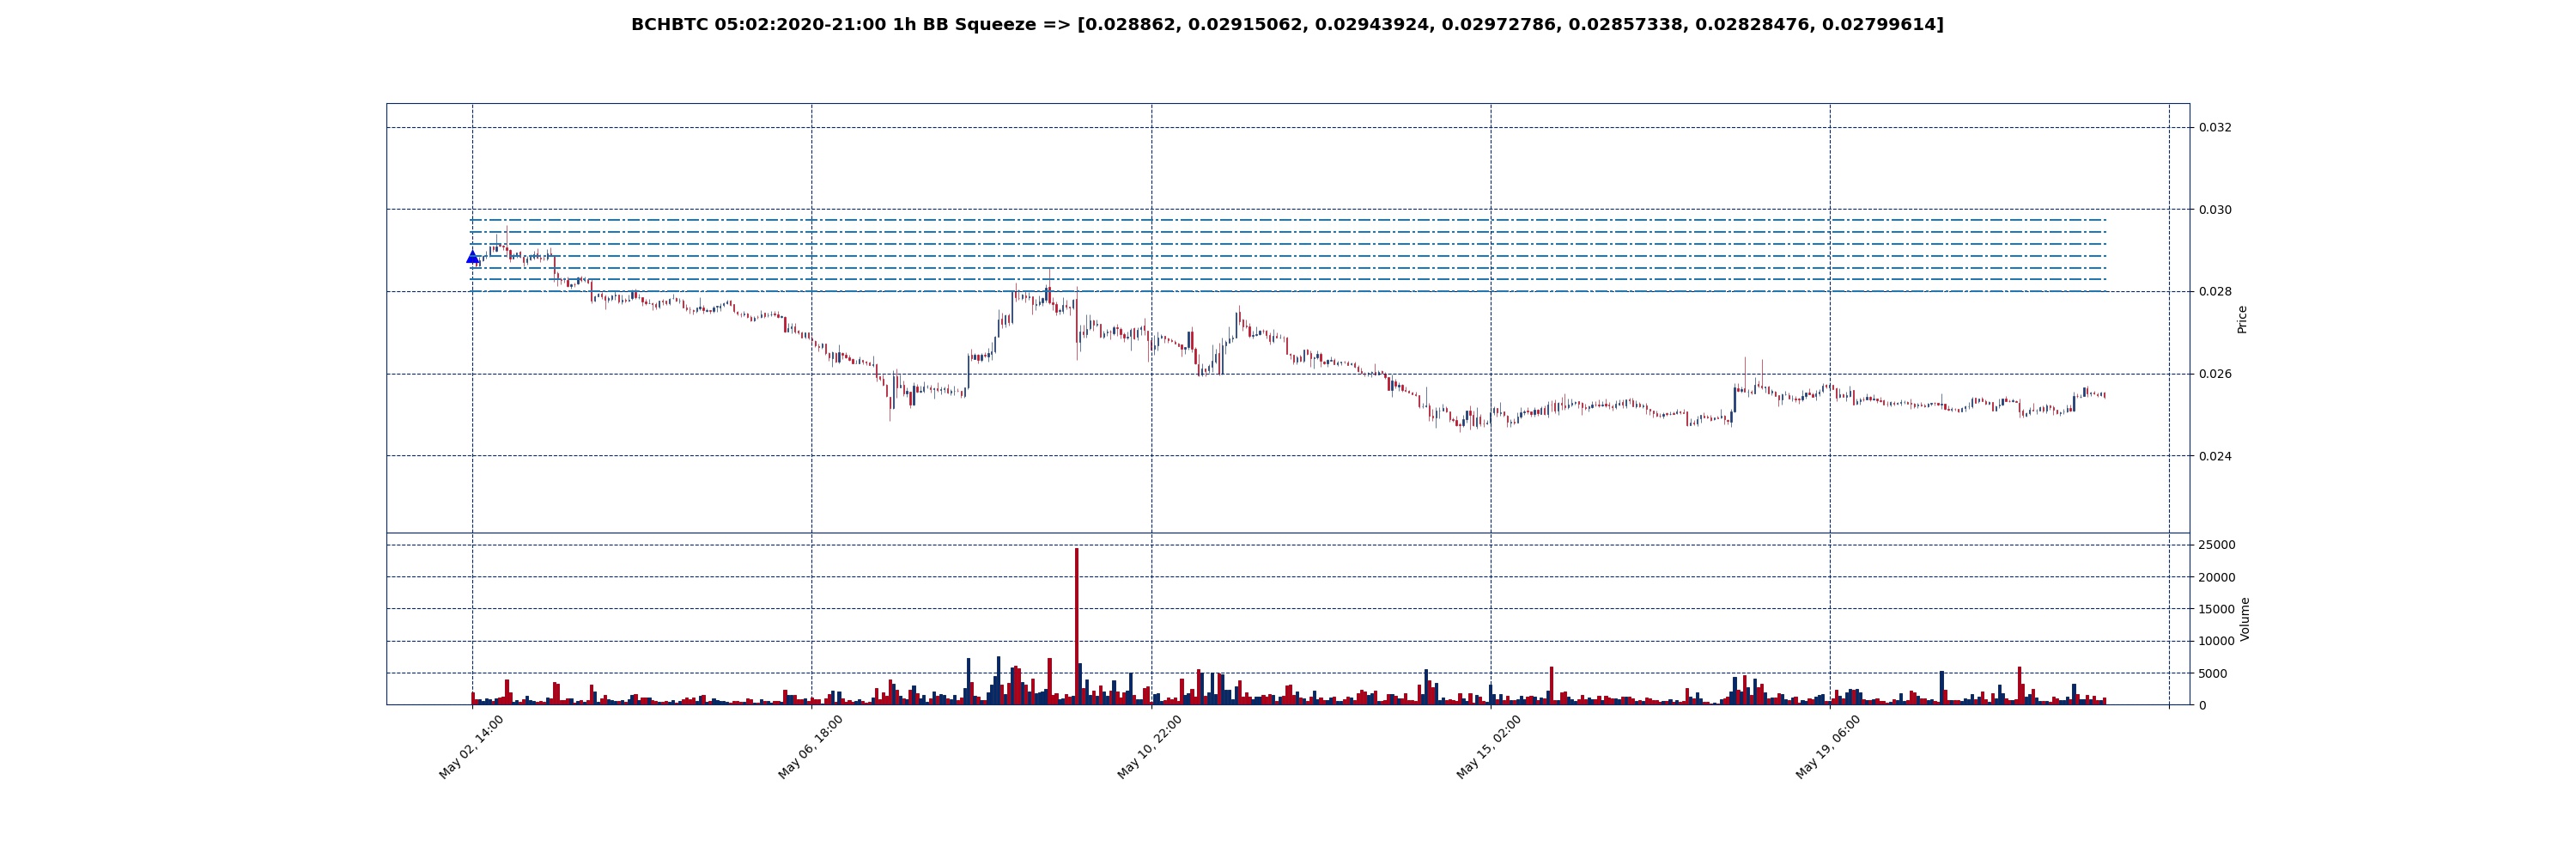 BCHBTC 05:02:2020-21:00 1h BB Squeeze => [0.028862, 0.02915062, 0.02943924, 0.02972786, 0.02857338, 0.02828476, 0.02799614]
0.032
0.030
0.028
0.026
0.024
Price
25000
20000
15000
10000
5000
0
Volume
May 02, 14:00
May 06, 18:00
May 10, 22:00
May 15, 02:00
May 19, 06:00